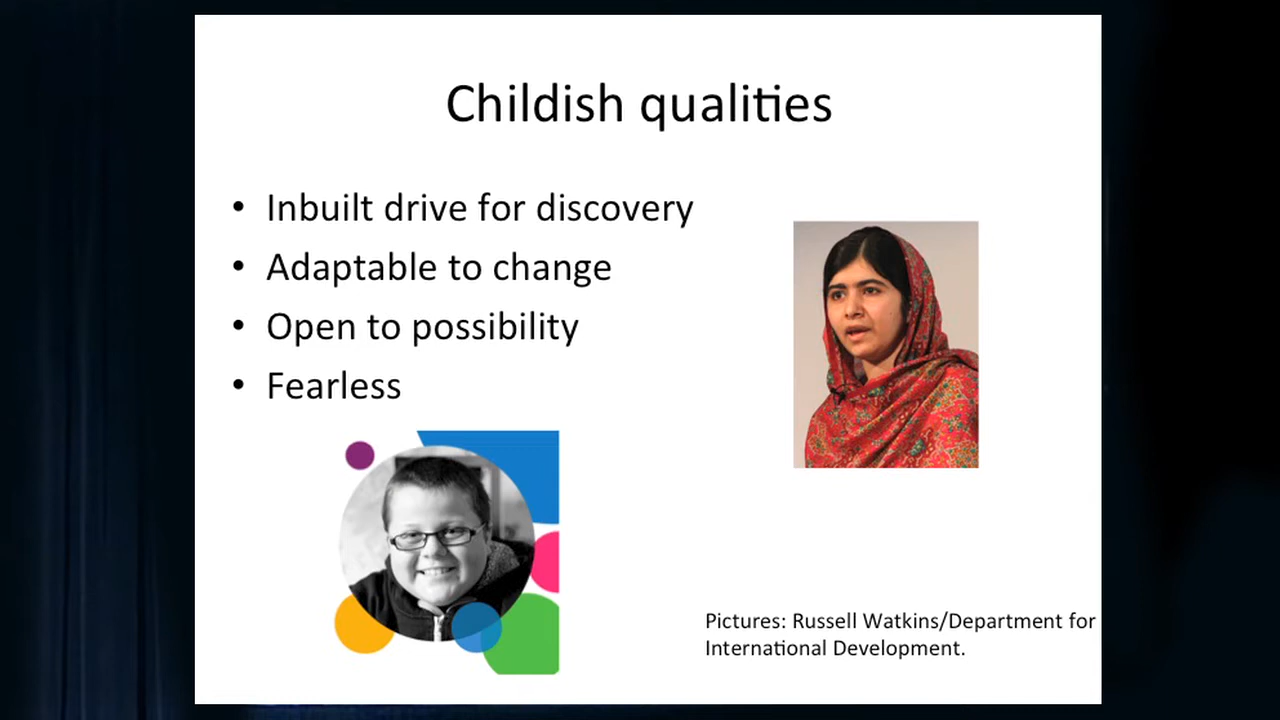 Childish qualities
• Inbuilt drive for discovery
• Adaptable to change
• Open to possibility
• Fearless
Pictures: Russell Watkins/Department for
International Development.